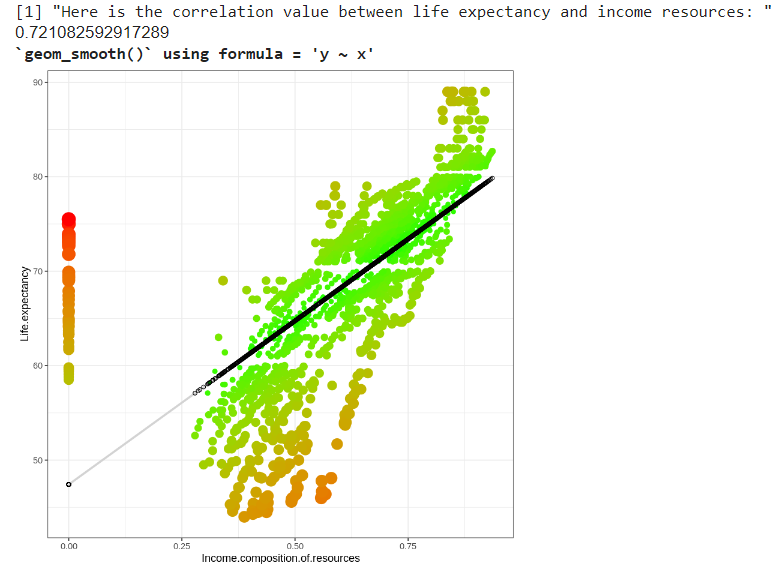 [1] "Here is the correlation value between life expectancy and income resources: "
0.721082592917289
`geom_smooth()` using formula = 'y ~ x'
90
80
70
60
50
Life.expectancy
0.00 0.25 0.50 0.75
Income.composition.of.resources